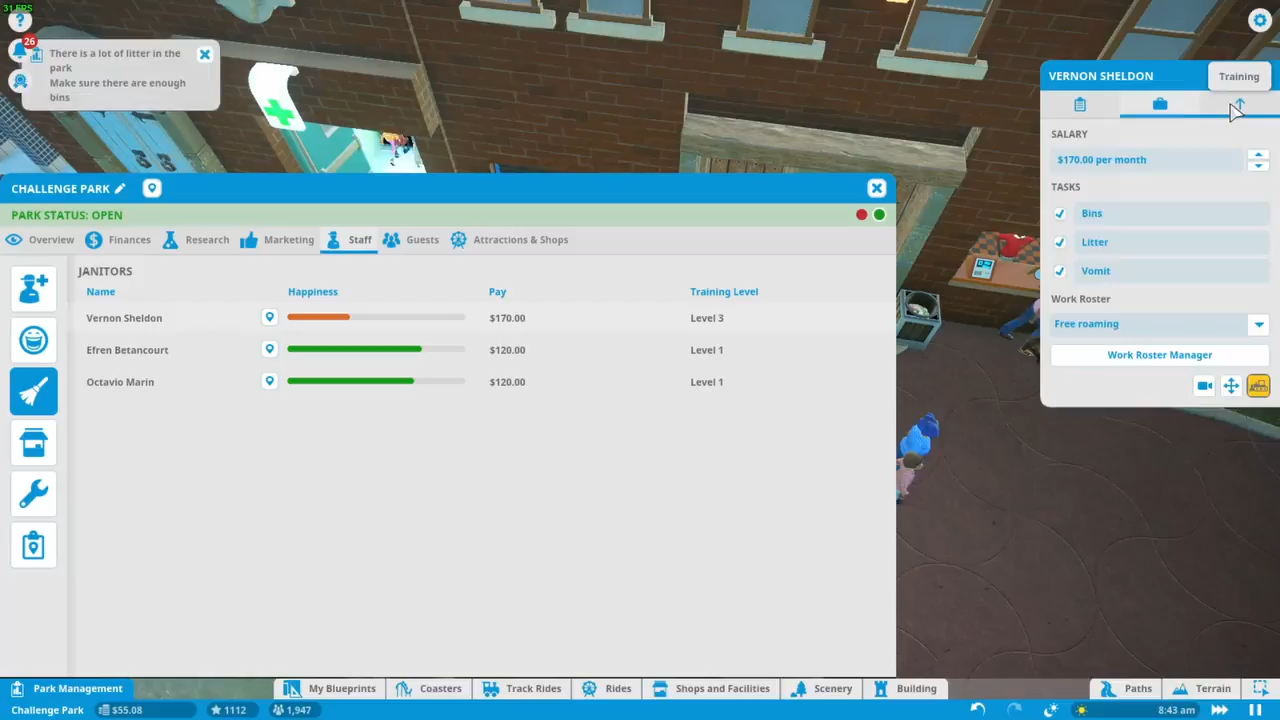 31 FPS
?
26
There is a lot of litter in the
park
Make sure there are enough
bins
VERNON SHELDON
Training
SALARY
$170.00 per month
TASKS
Bins
Litter
Vomit
Work Roster
Free roaming
Work Roster Manager
CHALLENGE PARK
PARK STATUS: OPEN
Overview
Finances
Research
Marketing
Staff
Guests
Attractions & Shops
JANITORS
Name Happiness Pay Training Level
Vernon Sheldon $170.00 Level 3
Efren Betancourt $120.00 Level 1
Octavio Marin $120.00 Level 1
Park Management
My Blueprints
Coasters
Track Rides
Rides
Shops and Facilities
Scenery
Building
Paths
Terrain
Challenge Park
$55.08
1112
1,947
8:43 am